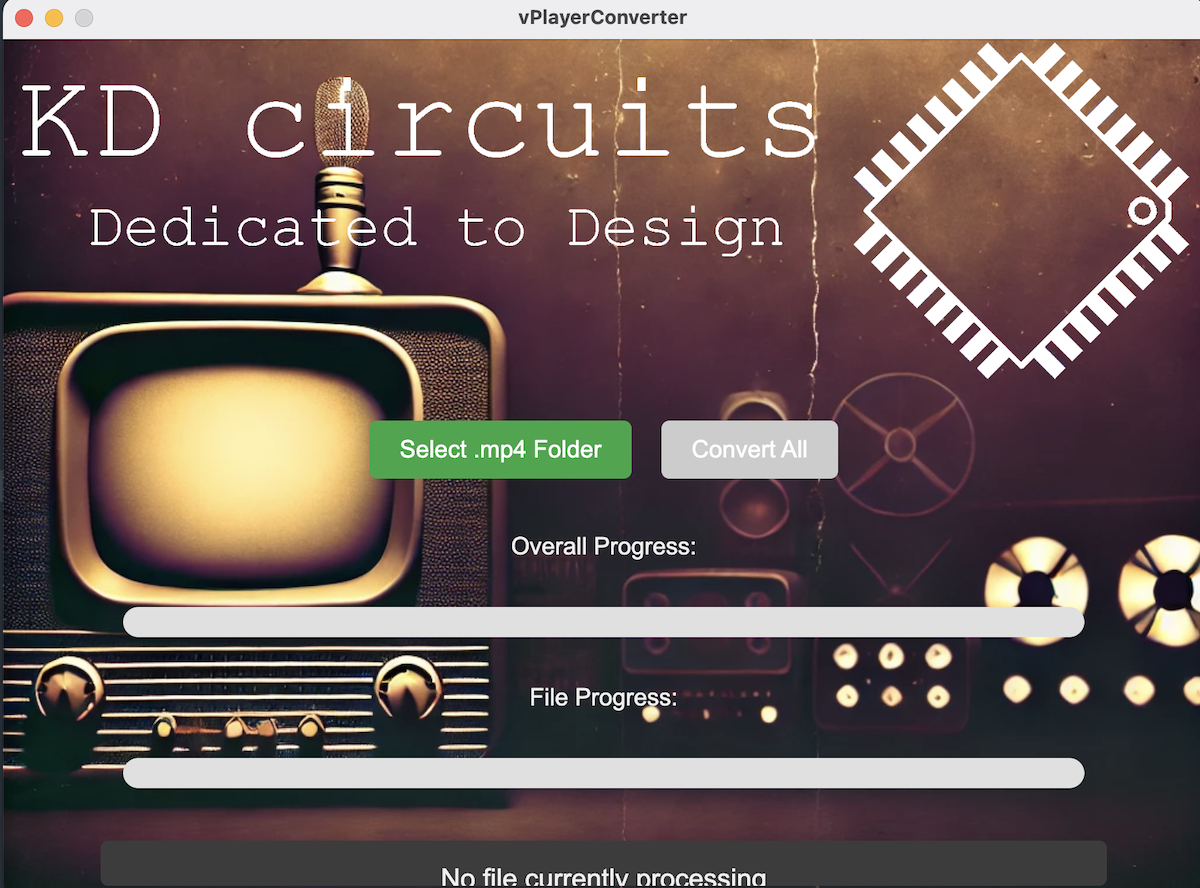 vPlayerConverter
KD circuits
Dedicated to Design
Select .mp4 Folder
Convert All
Overall Progress:
File Progress:
No file currently processing